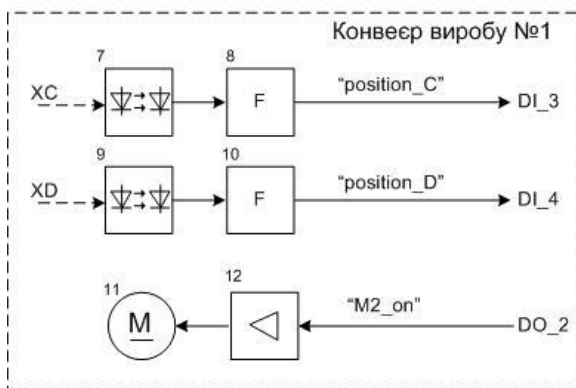 Конвеєр виробу №1
7
8
XC
F
“position_C”
DI_3
9
10
XD
F
“position_D”
DI_4
11
12
M
“M2_on”
DO_2